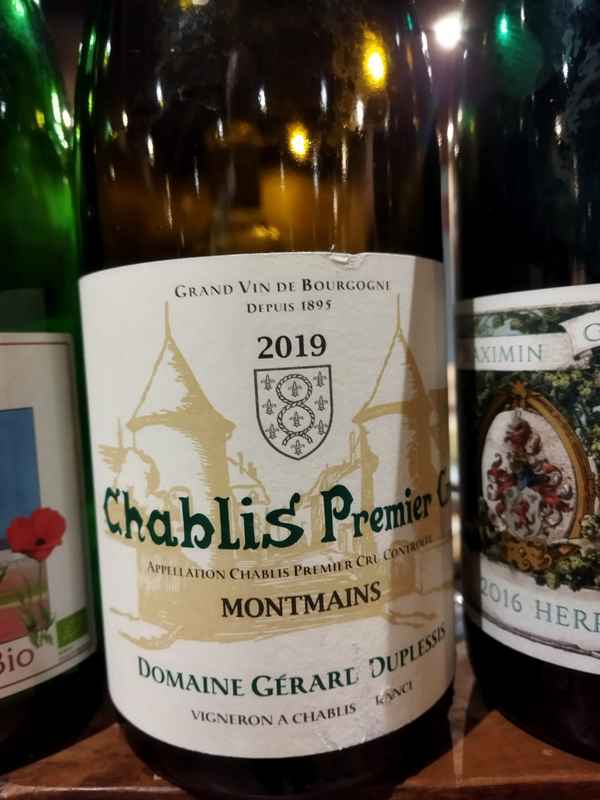 GRAND VIN DE BOURGOGNE
DEPUIS 1895
2019
Chablis Premier C
APPELLATION CHABLIS PREMIER CRU CONTRÔLÉE
MONTMAINS
DOMAINE GÉRARD DUPLESSIS
VIGNERON A CHABLIS
Bio
AXIMIN
2016 HERR